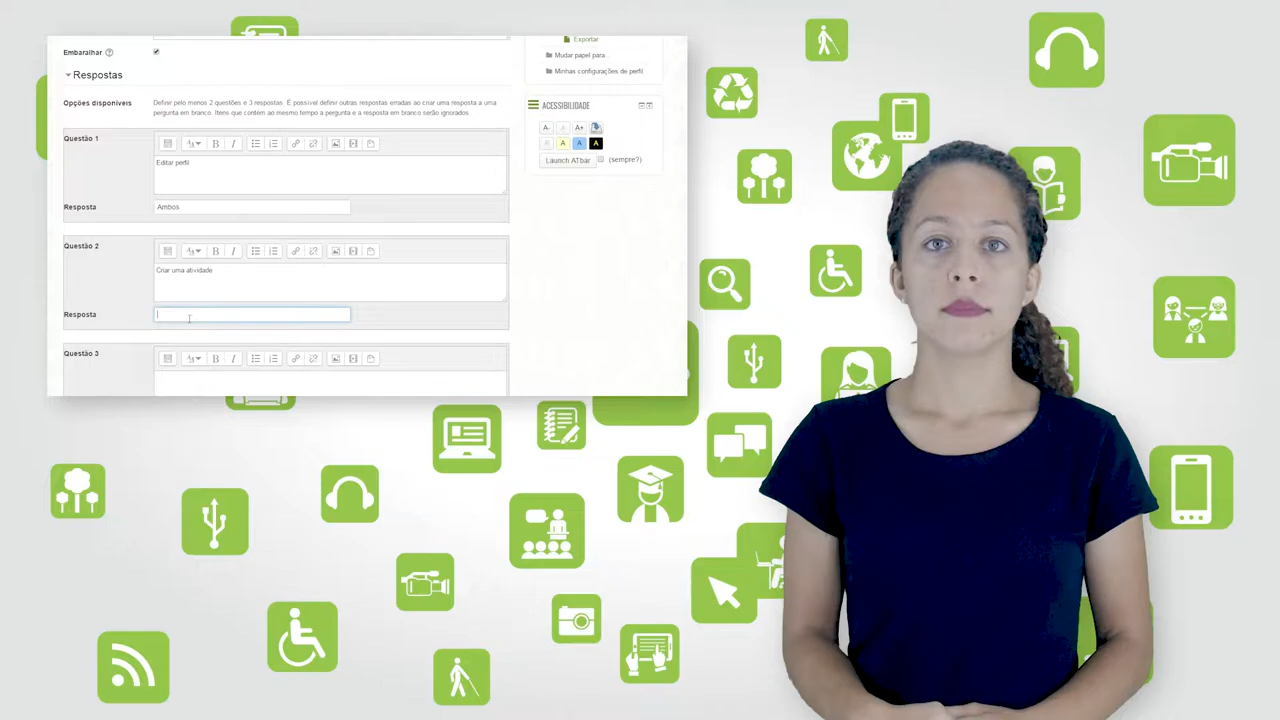 Exportar
Embaralhar
Mudar papel para...
Respostas
Minhas configurações de perfil
Opções disponíveis
Definir pelo menos 2 questões e 3 respostas. É possível definir outras respostas erradas ao criar uma resposta a uma
pergunta em branco. Itens que contém ao mesmo tempo a pergunta e a resposta em branco serão ignorados.
ACESSIBILIDADE
A- A A+
A A A A
Launch ATbar (sempre?)
Questão 1
B I
Editar perfil
Resposta
Ambos
Questão 2
B I
Criar uma atividade
Resposta
Questão 3
B I